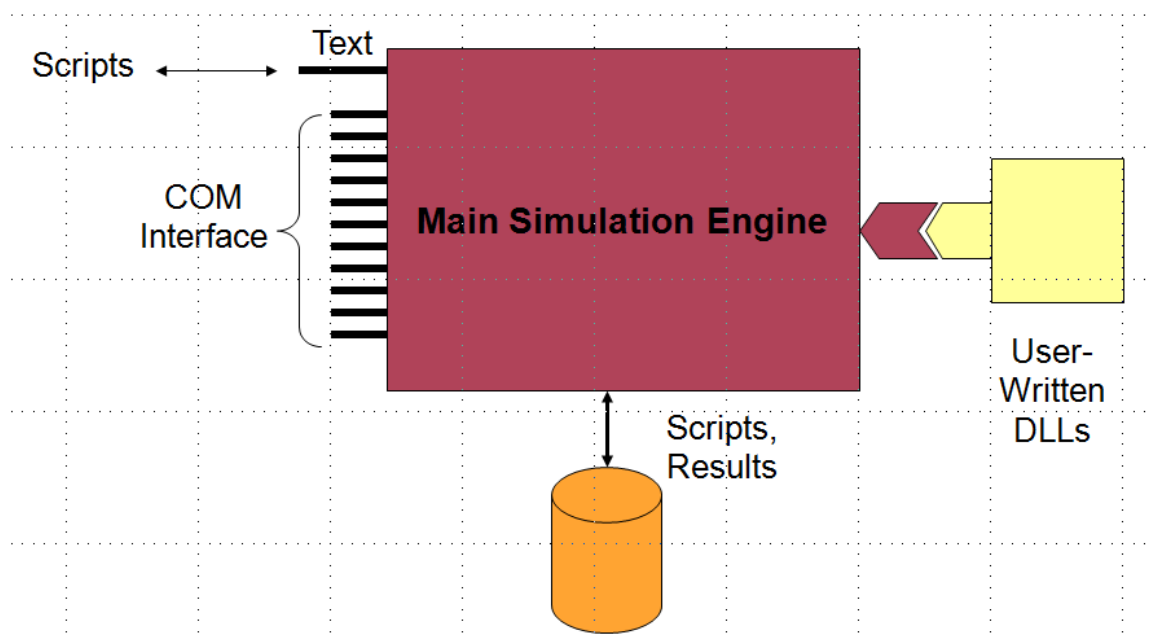 Text
Scripts
COM
Interface
Main Simulation Engine
User-
Written
DLLs
Scripts,
Results